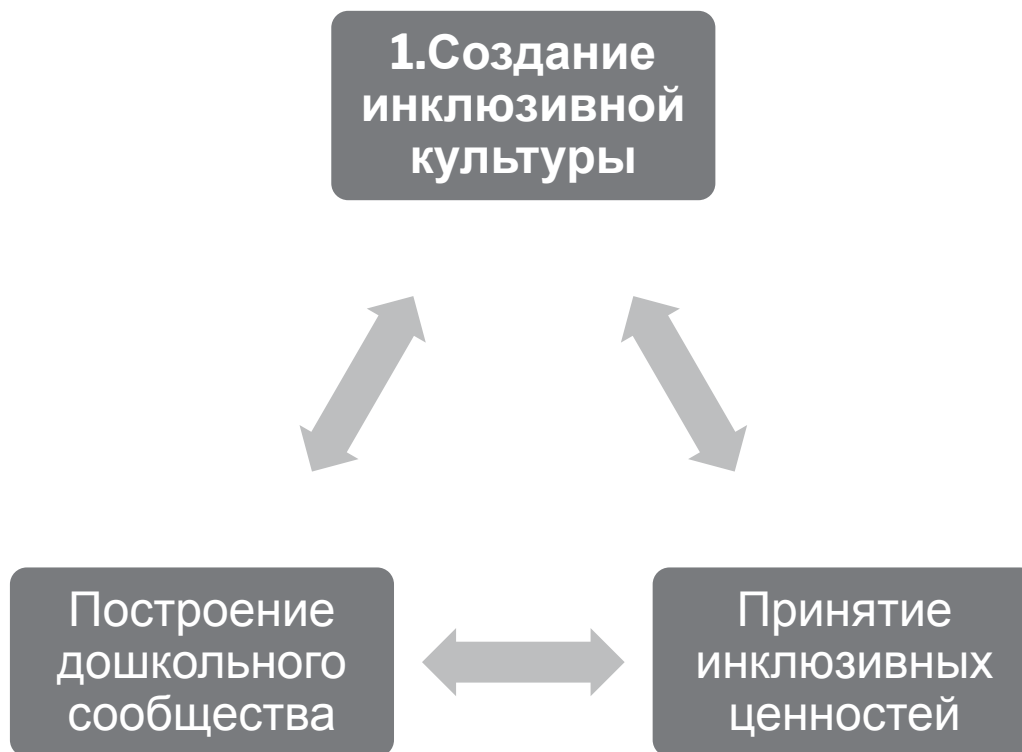 1.Создание
инклюзивной
культуры
Построение
дошкольного
сообщества
Принятие
инклюзивных
ценностей